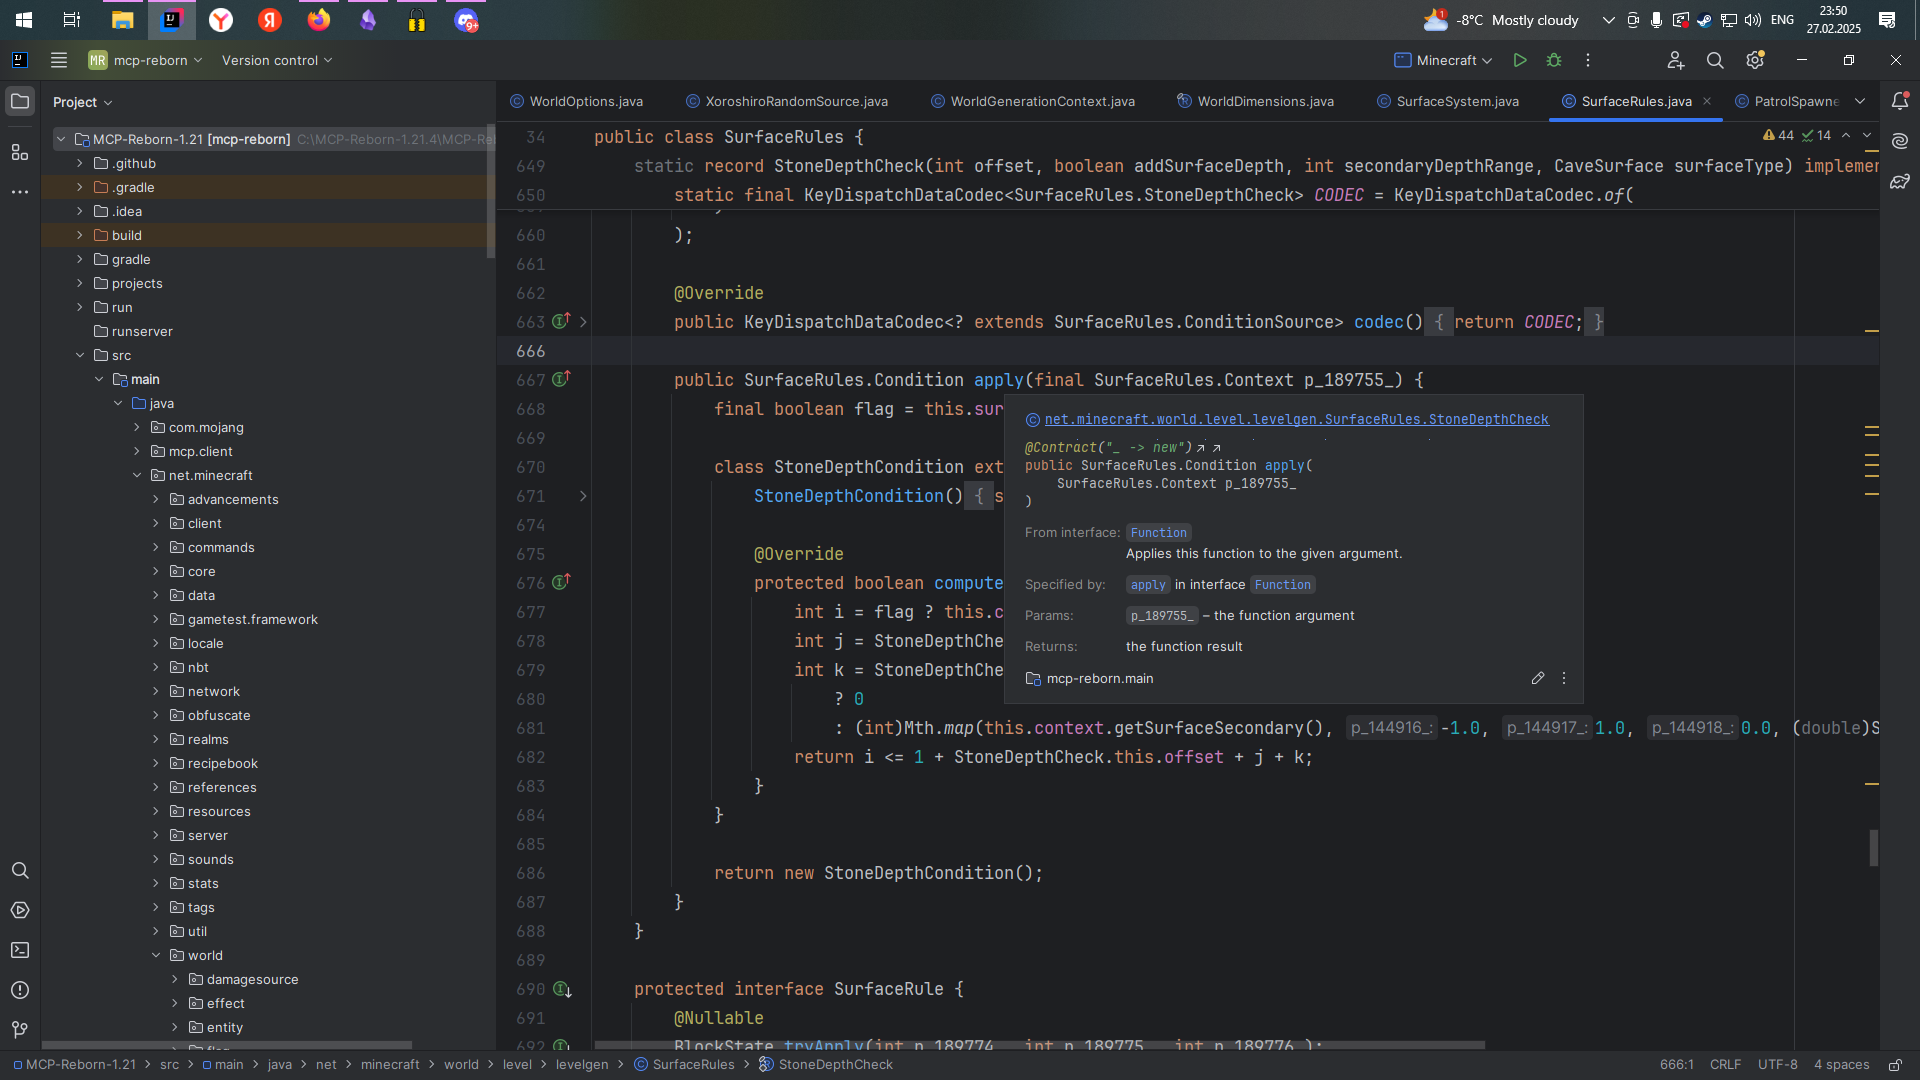 -8°C Mostly cloudy
ENG
23:50
27.02.2025
MR mcp-reborn
Version control
Minecraft
Project
WorldOptions.java
XoroshiroRandomSource.java
WorldGenerationContext.java
WorldDimensions.java
SurfaceSystem.java
SurfaceRules.java
PatrolSpawne
MCP-Reborn-1.21 [mcp-reborn] C:\MCP-Reborn-1.21.4\MCP-Re
.github
.gradle
.idea
build
gradle
projects
run
runserver
src
main
java
com.mojang
mcp.client
net.minecraft
advancements
client
commands
core
data
gametest.framework
locale
nbt
network
obfuscate
realms
recipebook
references
resources
server
sounds
stats
tags
util
world
damagesource
effect
entity
44 14
34 public class SurfaceRules {
649 static record StoneDepthCheck(int offset, boolean addSurfaceDepth, int secondaryDepthRange, CaveSurface surfaceType) implemen
650 static final KeyDispatchDataCodec<SurfaceRules.StoneDepthCheck> CODEC = KeyDispatchDataCodec.of(
660 );
661
662 @Override
663 public KeyDispatchDataCodec<? extends SurfaceRules.ConditionSource> codec() { return CODEC; }
666
667 public SurfaceRules.Condition apply(final SurfaceRules.Context p_189755_) {
668 final boolean flag = this.sur
669
670 class StoneDepthCondition ext
671 StoneDepthCondition() { s
674
675 @Override
676 protected boolean compute
677 int i = flag ? this.c
678 int j = StoneDepthChe
679 int k = StoneDepthChe
680 ? 0
681 : (int)Mth.map(this.context.getSurfaceSecondary(), p_144916_: -1.0, p_144917_: 1.0, p_144918_: 0.0, (double)S
682 return i <= 1 + StoneDepthCheck.this.offset + j + k;
683 }
684 }
685
686 return new StoneDepthCondition();
687 }
688 }
689
690 protected interface SurfaceRule {
691 @Nullable
692 BlockState tryApply(int p_189774_, int p_189775_, int p_189776_);
net.minecraft.world.level.levelgen.SurfaceRules.StoneDepthCheck
@Contract("_ -> new")
public SurfaceRules.Condition apply(
SurfaceRules.Context p_189755_
)
From interface: Function
Applies this function to the given argument.
Specified by: apply in interface Function
Params: p_189755_ – the function argument
Returns: the function result
mcp-reborn.main
MCP-Reborn-1.21 > src > main > java > net > minecraft > world > level > levelgen > SurfaceRules > StoneDepthCheck
666:1 CRLF UTF-8 4 spaces